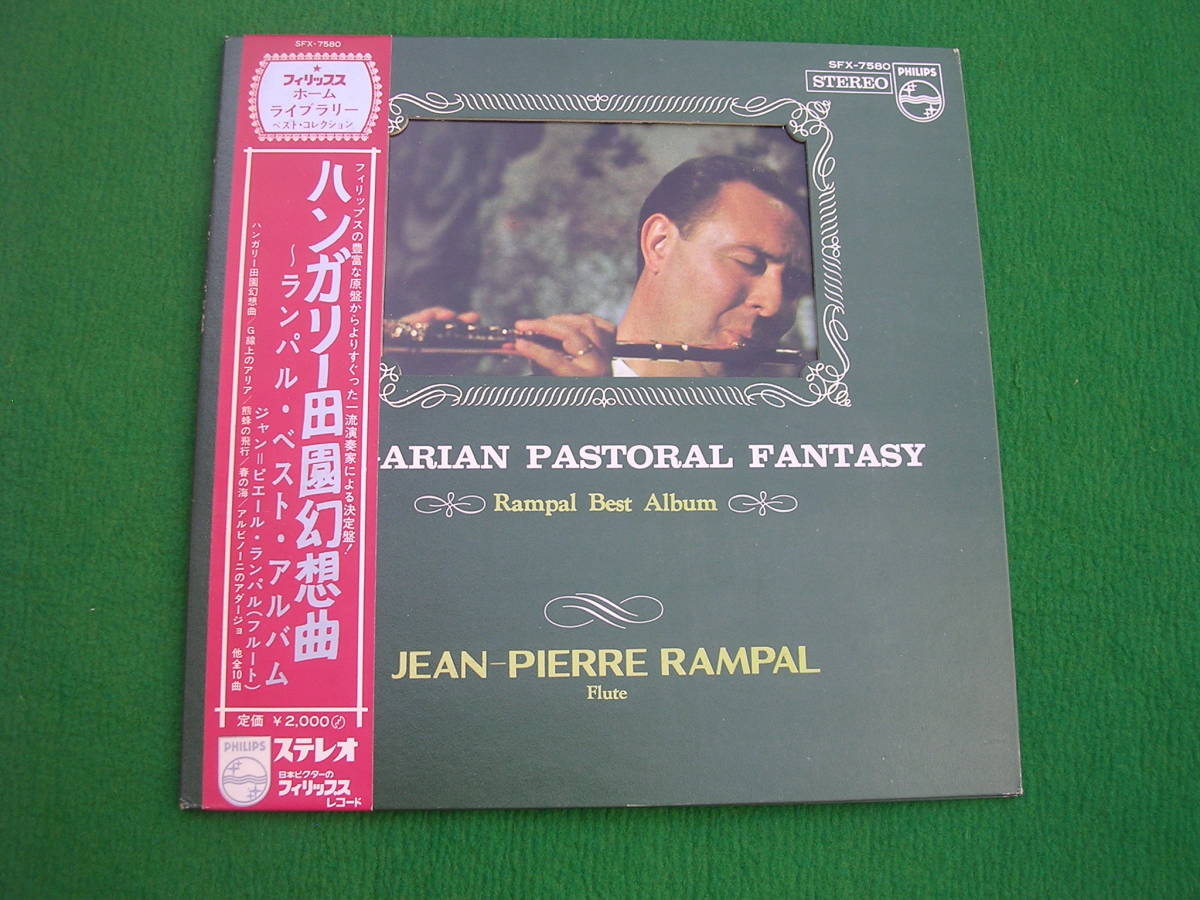 SFX-7580
フィリップス
ホーム
ライブラリー
ベスト・コレクション
フィリップスの豊富な原盤からよりすぐった一流演奏家による決定盤!
ハンガリー田園幻想曲
~ランパル・ベスト・アルバム
ジャン=ピエール・ランパル(フルート)
ハンガリー田園幻想曲/G線上のアリア/熊蜂の飛行/春の海/アルビノーニのアダージョ 他全10曲
定価 ¥2,000
PHILIPS
ステレオ
日本ビクターの
フィリップス
レコード
SFX-7580
STEREO
PHILIPS
ARIAN PASTORAL FANTASY
Rampal Best Album
JEAN-PIERRE RAMPAL
Flute